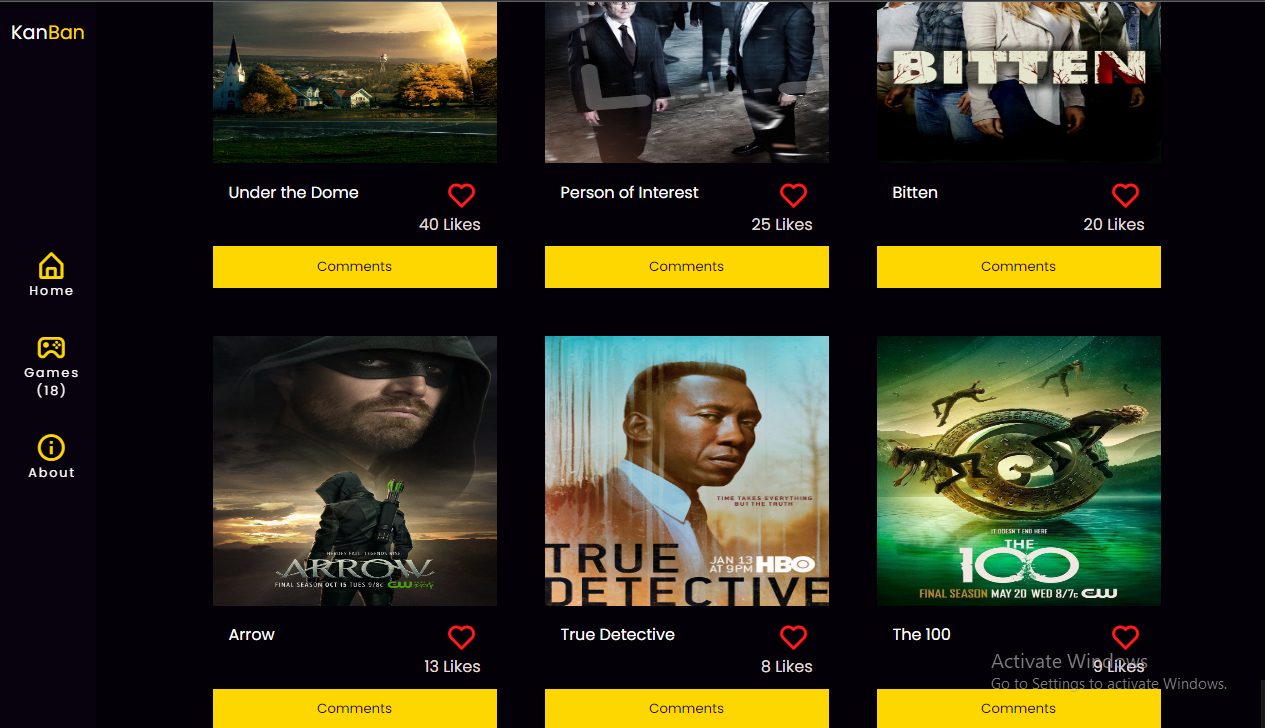 KanBan
BITTEN
Under the Dome
40 Likes
Comments
Person of Interest
25 Likes
Comments
Bitten
20 Likes
Comments
Home
Games
(18)
About
HEROES FALL. LEGENDS RISE.
ARROW
FINAL SEASON OCT 15 TUES 9/8c CW
TIME TAKES EVERYTHING
BUT THE TRUTH
TRUE
DETECTIVE
JAN 13
AT 9PM HBO
IT DOESN'T END HERE
THE
100
FINAL SEASON MAY 20 WED 8/7c CW
Arrow
13 Likes
Comments
True Detective
8 Likes
Comments
The 100
9 Likes
Comments
Activate Windows
Go to Settings to activate Windows.